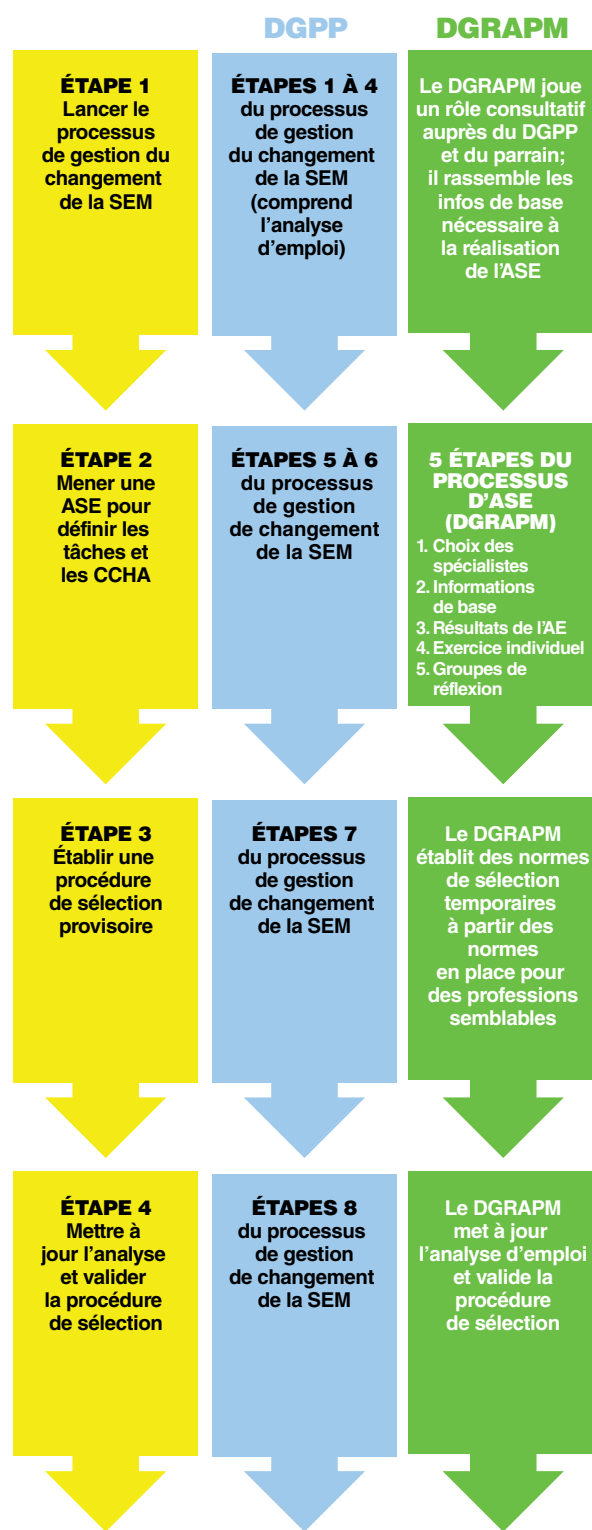 DGPP
DGRAPM
ÉTAPE 1
Lancer le
processus
de gestion du
changement
de la SEM
ÉTAPES 1 À 4
du processus
de gestion
du changement
de la SEM
(comprend
l’analyse
d’emploi)
Le DGRAPM joue
un rôle consultatif
auprès du DGPP
et du parrain;
il rassemble les
infos de base
nécessaire à
la réalisation
de l’ASE
ÉTAPE 2
Mener une
ASE pour
définir les
tâches et
les CCHA
ÉTAPES 5 À 6
du processus
de gestion
de changement
de la SEM
5 ÉTAPES DU
PROCESSUS
D’ASE
(DGRAPM)
1. Choix des
spécialistes
2. Informations
de base
3. Résultats de l’AE
4. Exercice individuel
5. Groupes de
réflexion
ÉTAPE 3
Établir une
procédure
de sélection
provisoire
ÉTAPES 7
du processus
de gestion
de changement
de la SEM
Le DGRAPM
établit des normes
de sélection
temporaires
à partir des
normes
en place pour
des professions
semblables
ÉTAPE 4
Mettre à
jour l’analyse
et valider
la procédure
de sélection
ÉTAPES 8
du processus
de gestion
de changement
de la SEM
Le DGRAPM
met à jour
l’analyse d’emploi
et valide la
procédure
de sélection